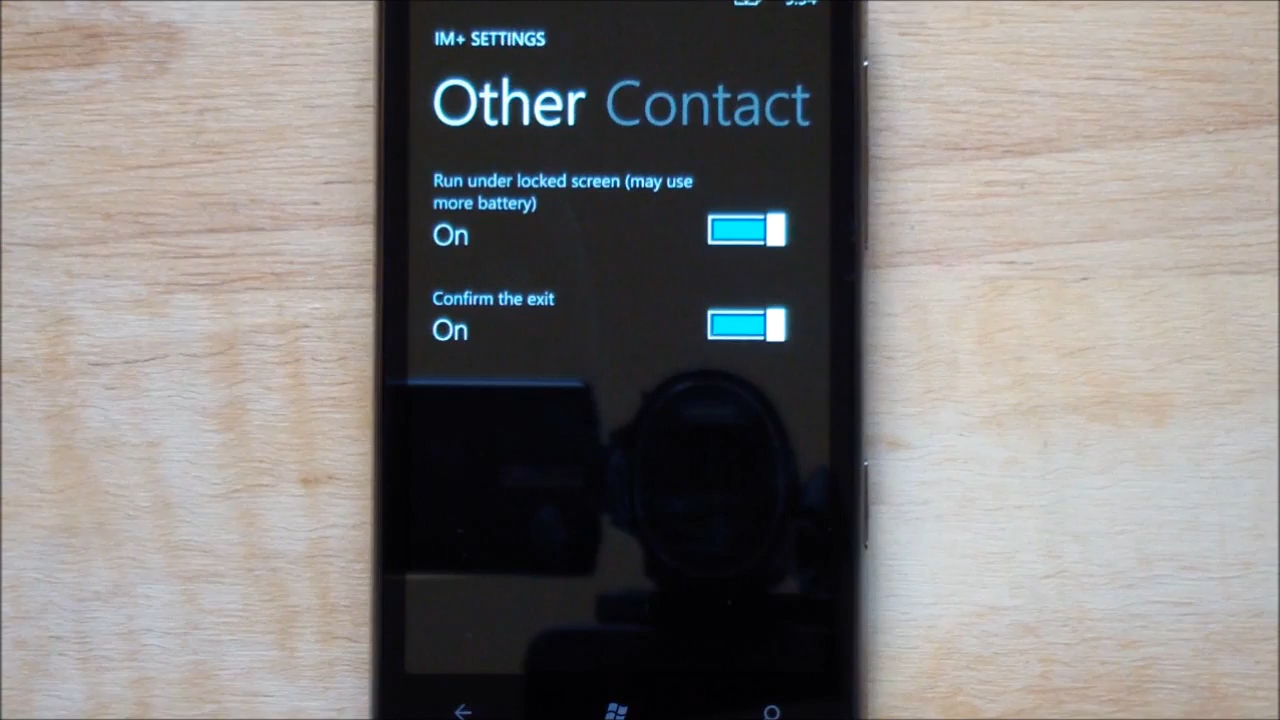 IM+ SETTINGS
Other Contact
Run under locked screen (may use
more battery)
On
Confirm the exit
On